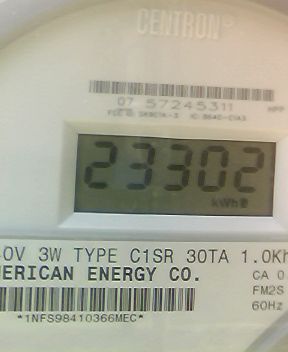 CENTRON®
07 57245311
23302
kWh
0V 3W TYPE C1SR 30TA 1.0Kh
ERICAN ENERGY CO.
CA 0.
FM2S
60Hz
*1NFS98410366MEC*